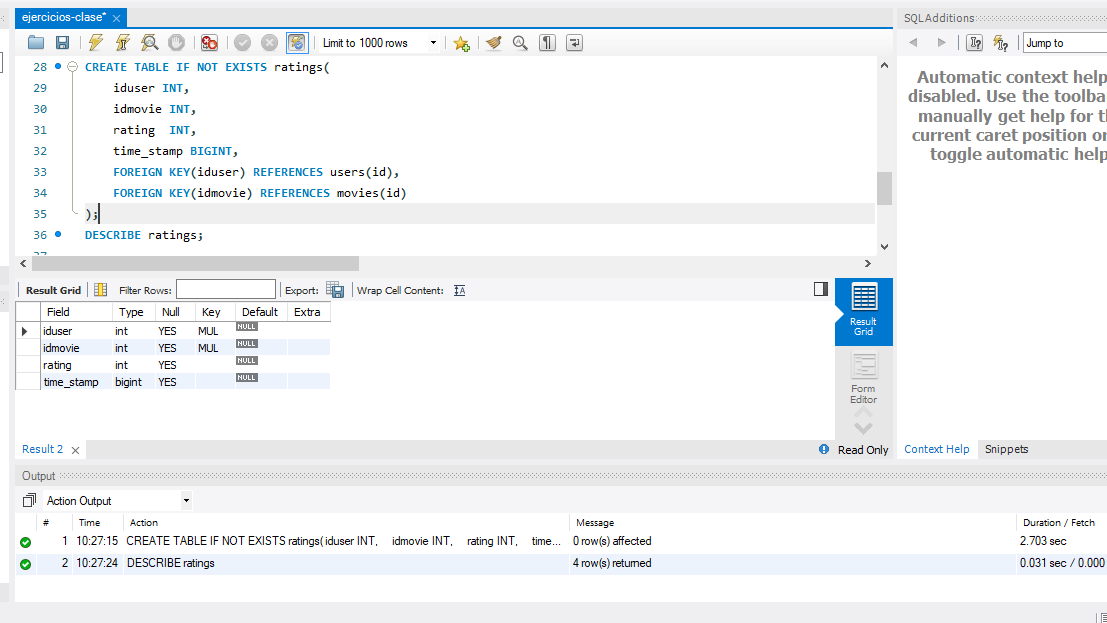 ejercicios-clase*
SQLAdditions
Limit to 1000 rows
Jump to
28 CREATE TABLE IF NOT EXISTS ratings(
29 iduser INT,
30 idmovie INT,
31 rating INT,
32 time_stamp BIGINT,
33 FOREIGN KEY(iduser) REFERENCES users(id),
34 FOREIGN KEY(idmovie) REFERENCES movies(id)
35 );
36 DESCRIBE ratings;
Automatic context help
disabled. Use the toolba
manually get help for th
current caret position or
toggle automatic help
Result Grid Filter Rows: Export: Wrap Cell Content:
Field Type Null Key Default Extra
iduser int YES MUL NULL
idmovie int YES MUL NULL
rating int YES NULL
time_stamp bigint YES NULL
Result
Grid
Form
Editor
Result 2
Read Only
Context Help Snippets
Output
Action Output
# Time Action Message Duration / Fetch
1 10:27:15 CREATE TABLE IF NOT EXISTS ratings( iduser INT, idmovie INT, rating INT, time... 0 row(s) affected 2.703 sec
2 10:27:24 DESCRIBE ratings 4 row(s) returned 0.031 sec / 0.000